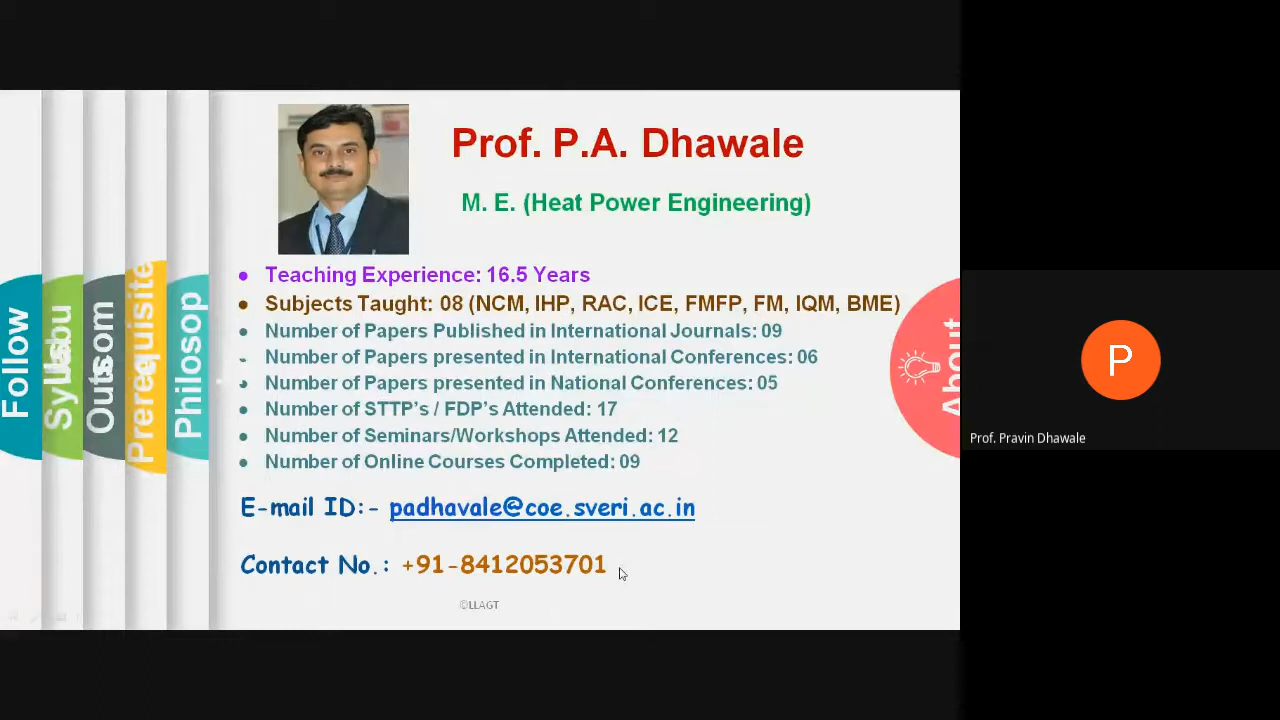 Prof. P.A. Dhawale
M. E. (Heat Power Engineering)
● Teaching Experience: 16.5 Years
● Subjects Taught: 08 (NCM, IHP, RAC, ICE, FMFP, FM, IQM, BME)
● Number of Papers Published in International Journals: 09
● Number of Papers presented in International Conferences: 06
● Number of Papers presented in National Conferences: 05
● Number of STTP's / FDP's Attended: 17
● Number of Seminars/Workshops Attended: 12
● Number of Online Courses Completed: 09
E-mail ID:- padhavale@coe.sveri.ac.in
Contact No.: +91-8412053701
©LLAGT
Follow
Prerequisite
Philosop
About
P
Prof. Pravin Dhawale